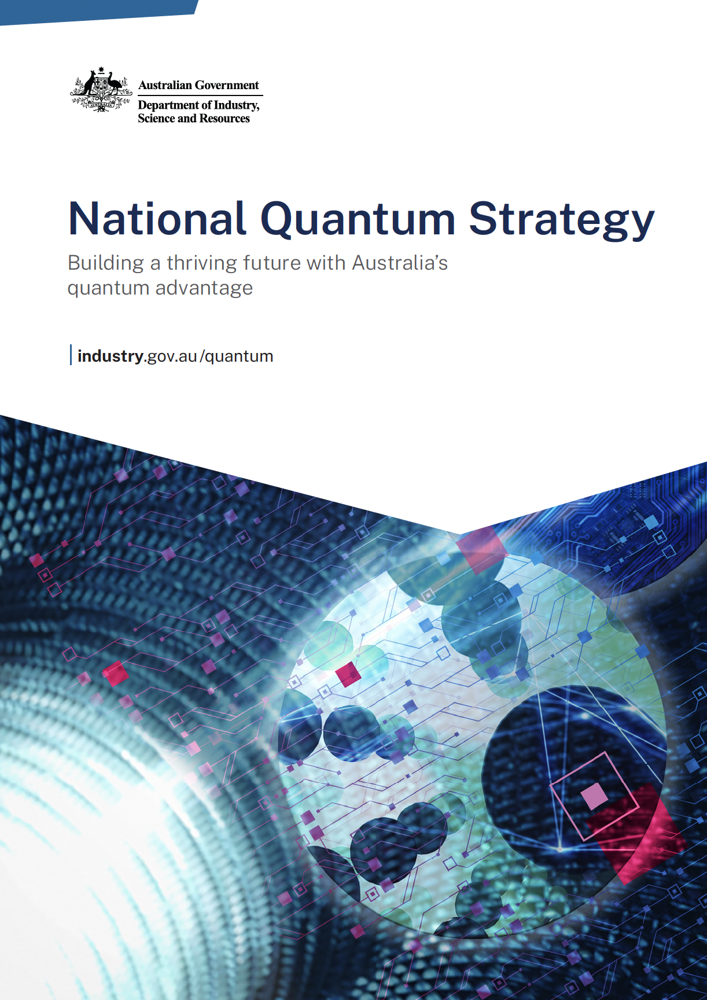 Australian Government
Department of Industry,
Science and Resources
AUSTRALIA
National Quantum Strategy
Building a thriving future with Australia’s
quantum advantage
industry.gov.au/quantum